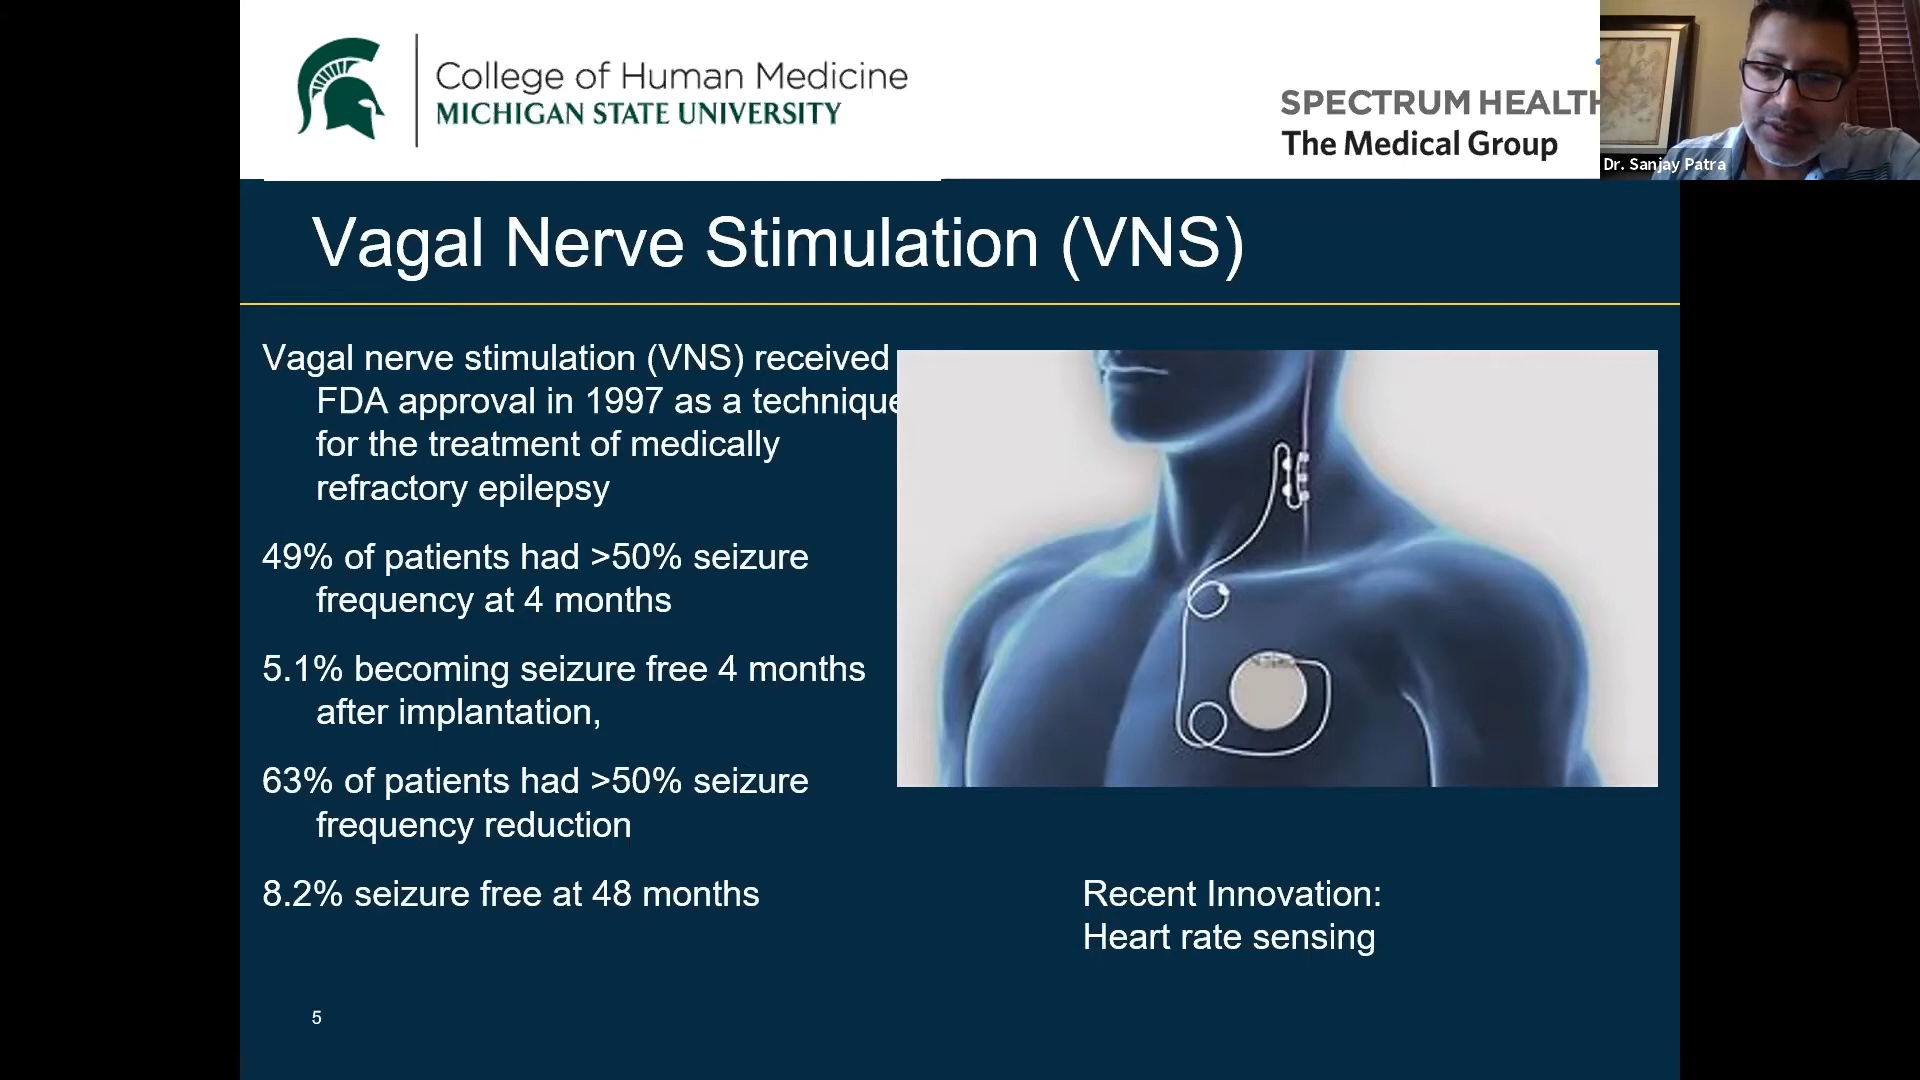 College of Human Medicine
MICHIGAN STATE UNIVERSITY
SPECTRUM HEALTH
The Medical Group
Dr. Sanjay Patra
Vagal Nerve Stimulation (VNS)
Vagal nerve stimulation (VNS) received
FDA approval in 1997 as a technique
for the treatment of medically
refractory epilepsy
49% of patients had >50% seizure
frequency at 4 months
5.1% becoming seizure free 4 months
after implantation,
63% of patients had >50% seizure
frequency reduction
8.2% seizure free at 48 months
Recent Innovation:
Heart rate sensing
5